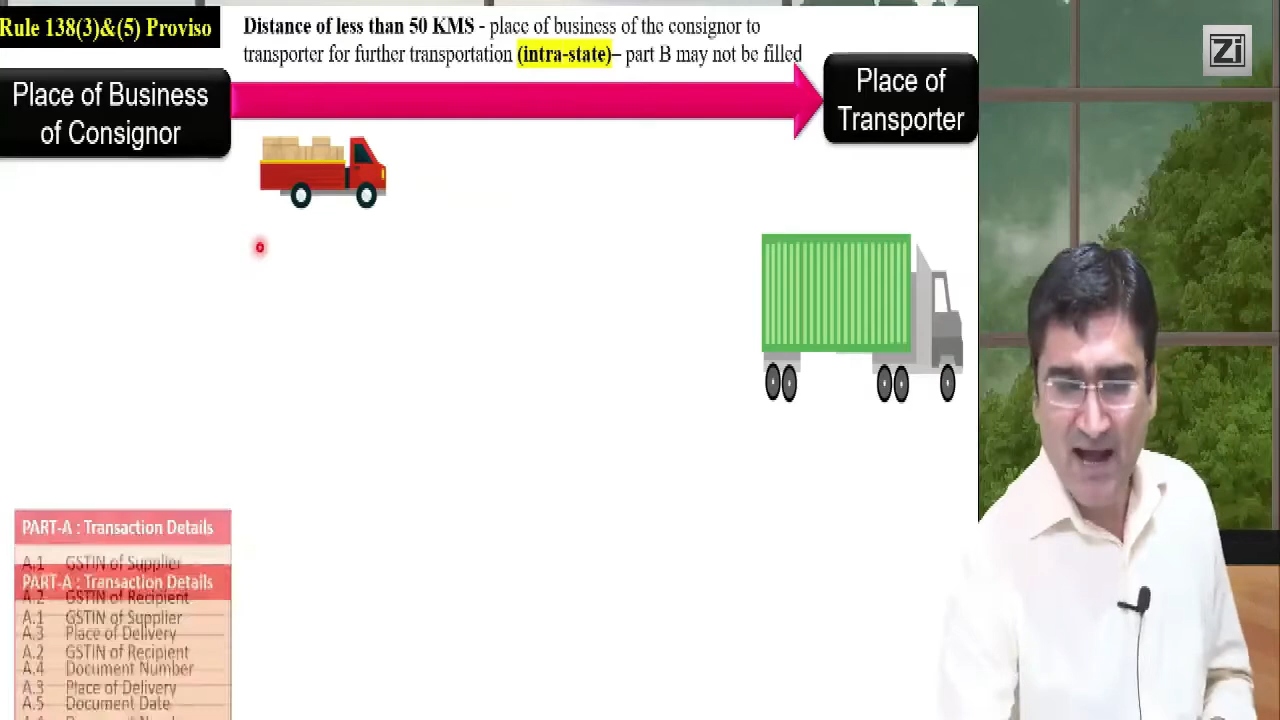 Rule 138(3)&(5) Proviso
Distance of less than 50 KMS - place of business of the consignor to
transporter for further transportation (intra-state)– part B may not be filled
Place of Business
of Consignor
Place of
Transporter
Zi
PART-A : Transaction Details
A.1 GSTIN of Supplier
PART-A : Transaction Details
A.2 GSTIN of Recipient
A.1 GSTIN of Supplier
A.3 Place of Delivery
A.2 GSTIN of Recipient
A.4 Document Number
A.3 Place of Delivery
A.5 Document Date